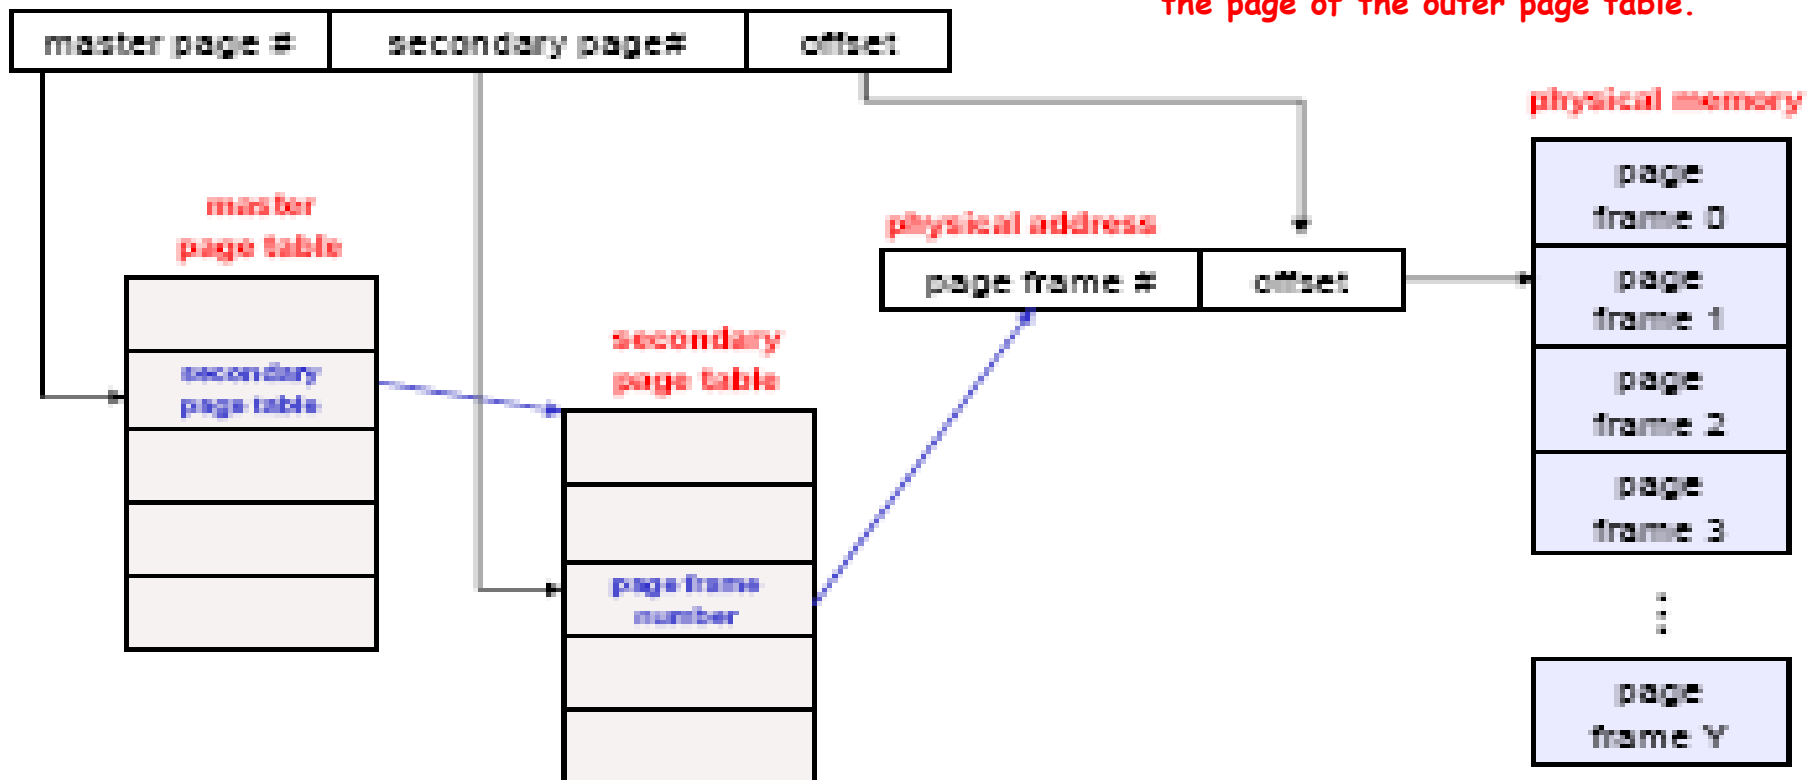 the page of the outer page table.
master page # secondary page# offset
physical memory
page
frame 0
page
frame 1
page
frame 2
page
frame 3
page
frame Y
master
page table
secondary
page table
secondary
page table
page frame
number
physical address
page frame # offset